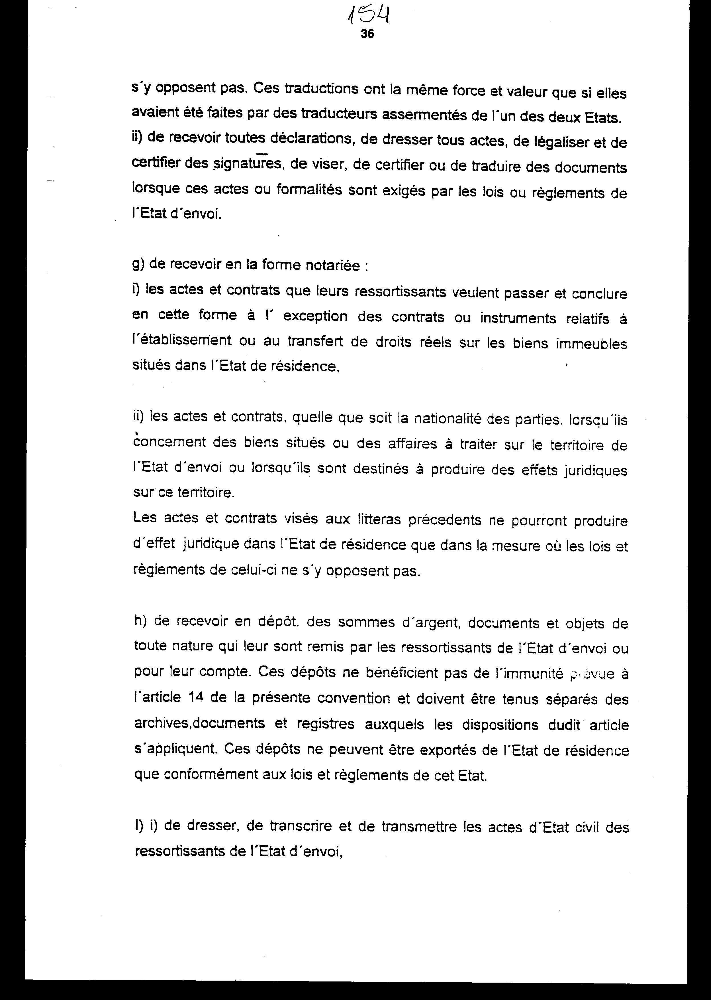 154
36
s´y opposent pas. Ces traductions ont la même force et valeur que si elles
avaient été faites par des traducteurs assermentés de l´un des deux Etats.
ii) de recevoir toutes déclarations, de dresser tous actes, de légaliser et de
certifier des signatures, de viser, de certifier ou de traduire des documents
lorsque ces actes ou formalités sont exigés par les lois ou règlements de
l´Etat d´envoi.
g) de recevoir en la forme notariée :
i) les actes et contrats que leurs ressortissants veulent passer et conclure
en cette forme à l´ exception des contrats ou instruments relatifs à
l´établissement ou au transfert de droits réels sur les biens immeubles
situés dans l´Etat de résidence,
ii) les actes et contrats, quelle que soit la nationalité des parties, lorsqu´ils
concernent des biens situés ou des affaires à traiter sur le territoire de
l´Etat d´envoi ou lorsqu´ils sont destinés à produire des effets juridiques
sur ce territoire.
Les actes et contrats visés aux litteras précedents ne pourront produire
d´effet juridique dans l´Etat de résidence que dans la mesure où les lois et
règlements de celui-ci ne s´y opposent pas.
h) de recevoir en dépôt, des sommes d´argent, documents et objets de
toute nature qui leur sont remis par les ressortissants de l´Etat d´envoi ou
pour leur compte. Ces dépôts ne bénéficient pas de l´immunité prévue à
l´article 14 de la présente convention et doivent être tenus séparés des
archives,documents et registres auxquels les dispositions dudit article
s´appliquent. Ces dépôts ne peuvent être exportés de l´Etat de résidence
que conformément aux lois et règlements de cet Etat.
I) i) de dresser, de transcrire et de transmettre les actes d´Etat civil des
ressortissants de l´Etat d´envoi,